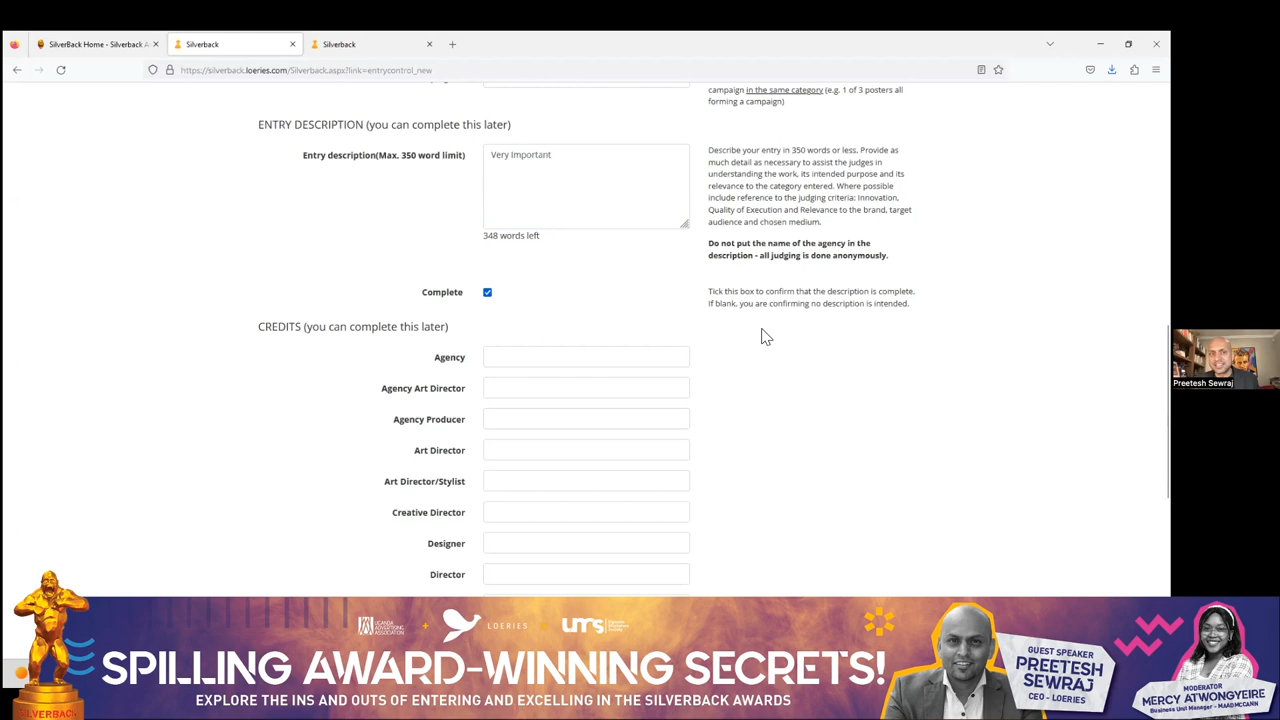 SilverBack Home - Silverback A
Silverback
Silverback
https://silverback.loeries.com/Silverback.aspx?link=entrycontrol_new
campaign in the same category (e.g. 1 of 3 posters all
forming a campaign)
ENTRY DESCRIPTION (you can complete this later)
Entry description(Max. 350 word limit)
Very Important
348 words left
Describe your entry in 350 words or less. Provide as
much detail as necessary to assist the judges in
understanding the work, its intended purpose and its
relevance to the category entered. Where possible
include reference to the judging criteria: Innovation,
Quality of Execution and Relevance to the brand, target
audience and chosen medium.
Do not put the name of the agency in the
description - all judging is done anonymously.
Complete
Tick this box to confirm that the description is complete.
If blank, you are confirming no description is intended.
CREDITS (you can complete this later)
Agency
Agency Art Director
Agency Producer
Art Director
Art Director/Stylist
Creative Director
Designer
Director
Preetesh Sewraj
UGANDA
ADVERTISING
ASSOCIATION
+
LOERIES
+
ums
SPILLING AWARD-WINNING SECRETS!
EXPLORE THE INS AND OUTS OF ENTERING AND EXCELLING IN THE SILVERBACK AWARDS
SILVERBACK
GUEST SPEAKER
PREETESH
SEWRAJ
CEO - LOERIES
MODERATOR
MERCY ATWONGYEIRE
Business Unit Manager - MAAD MCCANN